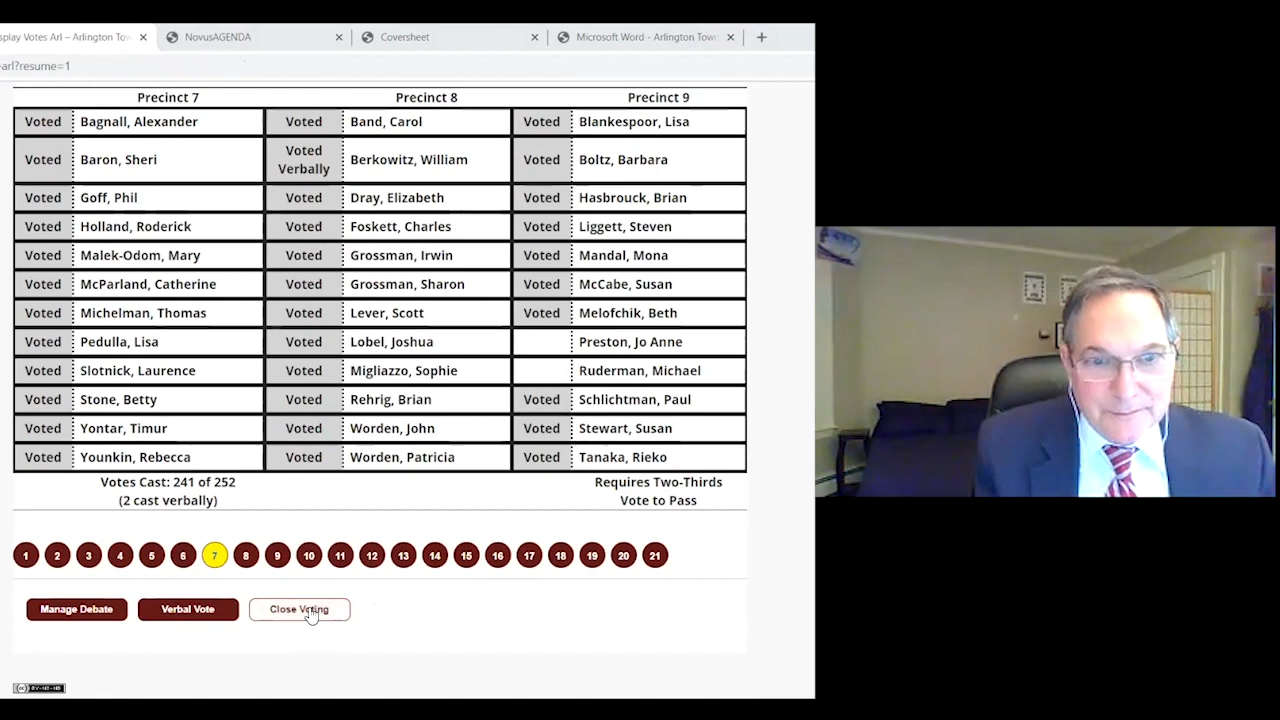 splay Votes Arl – Arlington Tow
NovusAGENDA
Coversheet
Microsoft Word - Arlington Town
-arl?resume=1
Precinct 7 Precinct 8 Precinct 9
Voted Bagnall, Alexander Voted Band, Carol Voted Blankespoor, Lisa
Voted Baron, Sheri Voted Verbally Berkowitz, William Voted Boltz, Barbara
Voted Goff, Phil Voted Dray, Elizabeth Voted Hasbrouck, Brian
Voted Holland, Roderick Voted Foskett, Charles Voted Liggett, Steven
Voted Malek-Odom, Mary Voted Grossman, Irwin Voted Mandal, Mona
Voted McParland, Catherine Voted Grossman, Sharon Voted McCabe, Susan
Voted Michelman, Thomas Voted Lever, Scott Voted Melofchik, Beth
Voted Pedulla, Lisa Voted Lobel, Joshua Preston, Jo Anne
Voted Slotnick, Laurence Voted Migliazzo, Sophie Ruderman, Michael
Voted Stone, Betty Voted Rehrig, Brian Voted Schlichtman, Paul
Voted Yontar, Timur Voted Worden, John Voted Stewart, Susan
Voted Younkin, Rebecca Voted Worden, Patricia Voted Tanaka, Rieko
Votes Cast: 241 of 252 Requires Two-Thirds
(2 cast verbally) Vote to Pass
1 2 3 4 5 6 7 8 9 10 11 12 13 14 15 16 17 18 19 20 21
Manage Debate Verbal Vote Close Voting